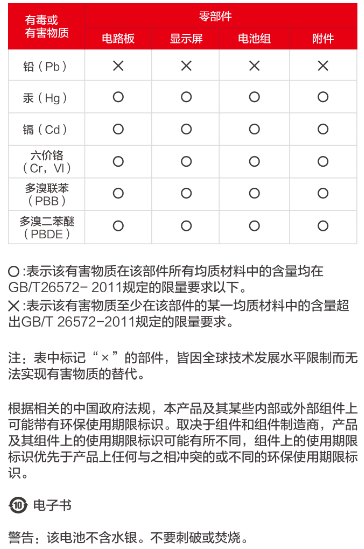 有毒或
有害物质
零部件
电路板 显示屏 电池组 附件
铅（Pb） × × × ×
汞（Hg） ○ ○ ○ ○
镉（Cd） ○ ○ ○ ○
六价铬
（Cr，VI） ○ ○ ○ ○
多溴联苯
（PBB） ○ ○ ○ ○
多溴二苯醚
（PBDE） ○ ○ ○ ○
○:表示该有害物质在该部件所有均质材料中的含量均在
GB/T26572-2011规定的限量要求以下。
×:表示该有害物质至少在该部件的某一均质材料中的含量超
出GB/T 26572-2011规定的限量要求。
注：表中标记“×”的部件，皆因全球技术发展水平限制而无
法实现有害物质的替代。
根据相关的中国政府法规，本产品及其某些内部或外部组件上
可能带有环保使用期限标识。取决于组件和组件制造商，产品
及其组件上的使用期限标识可能有所不同，组件上的使用期限
标识优先于产品上任何与之相冲突的或不同的环保使用期限标
识。
10 电子书
警告：该电池不含水银。不要刺破或焚烧。